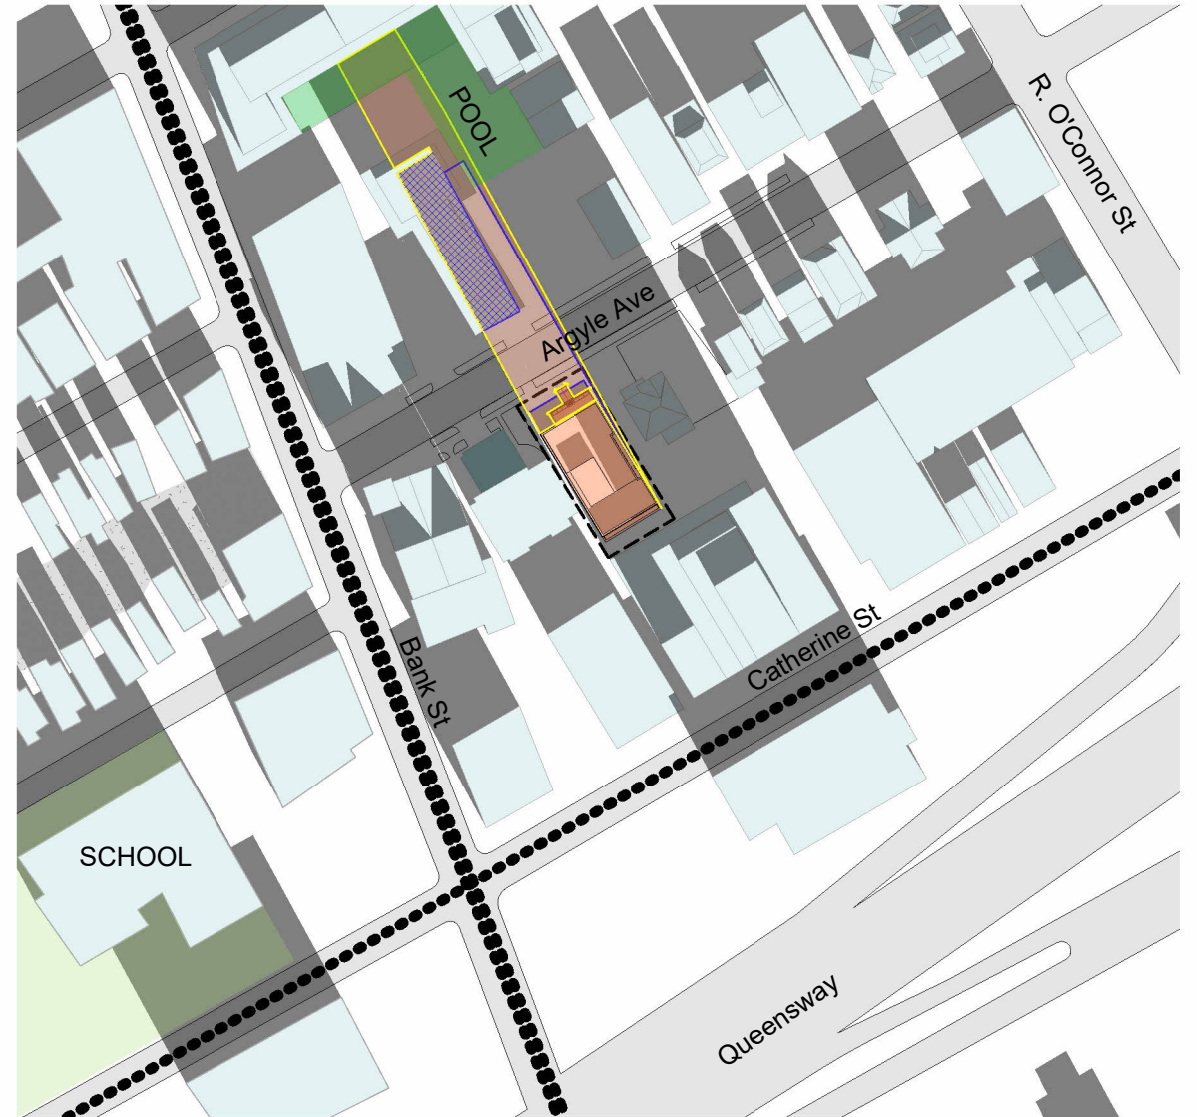 POOL
R. O'Connor St
Argyle Ave
Catherine St
Bank St
SCHOOL
Queensway